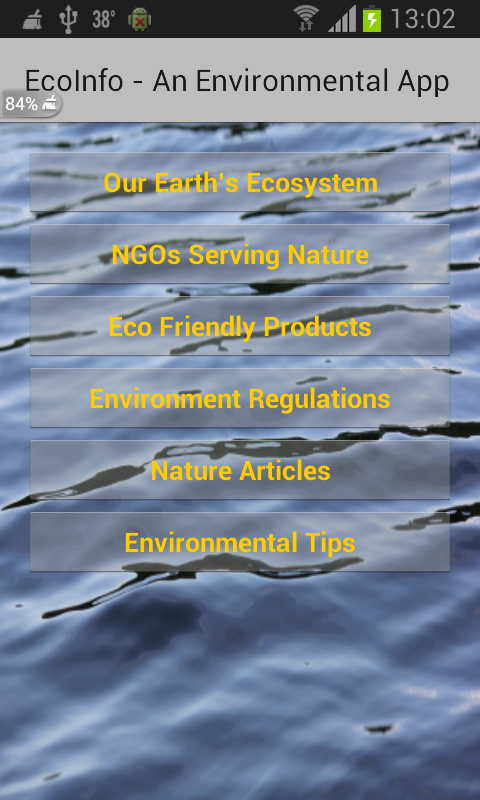 38° 13:02
EcoInfo - An Environmental App
84%
Our Earth's Ecosystem
NGOs Serving Nature
Eco Friendly Products
Environment Regulations
Nature Articles
Environmental Tips